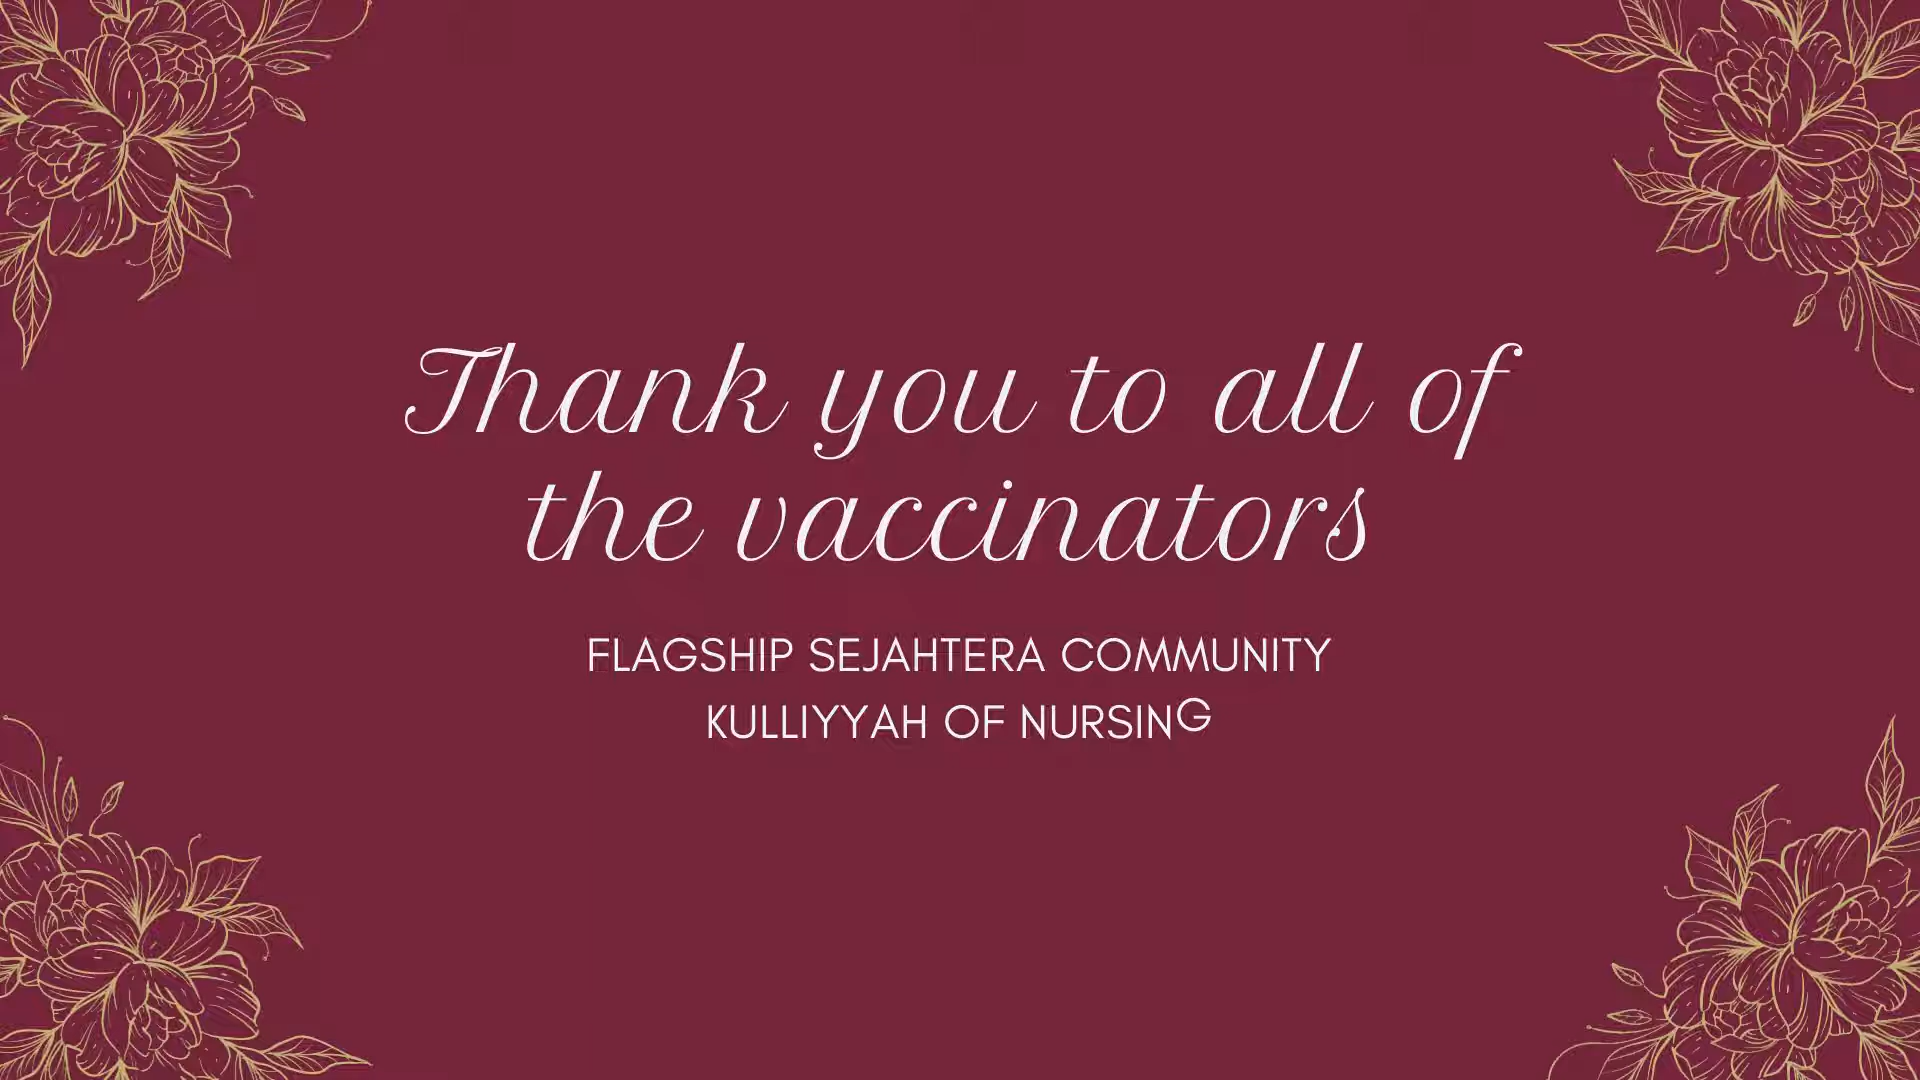 Thank you to all of
the vaccinators
FLAGSHIP SEJAHTERA COMMUNITY
KULLIYYAH OF NURSING